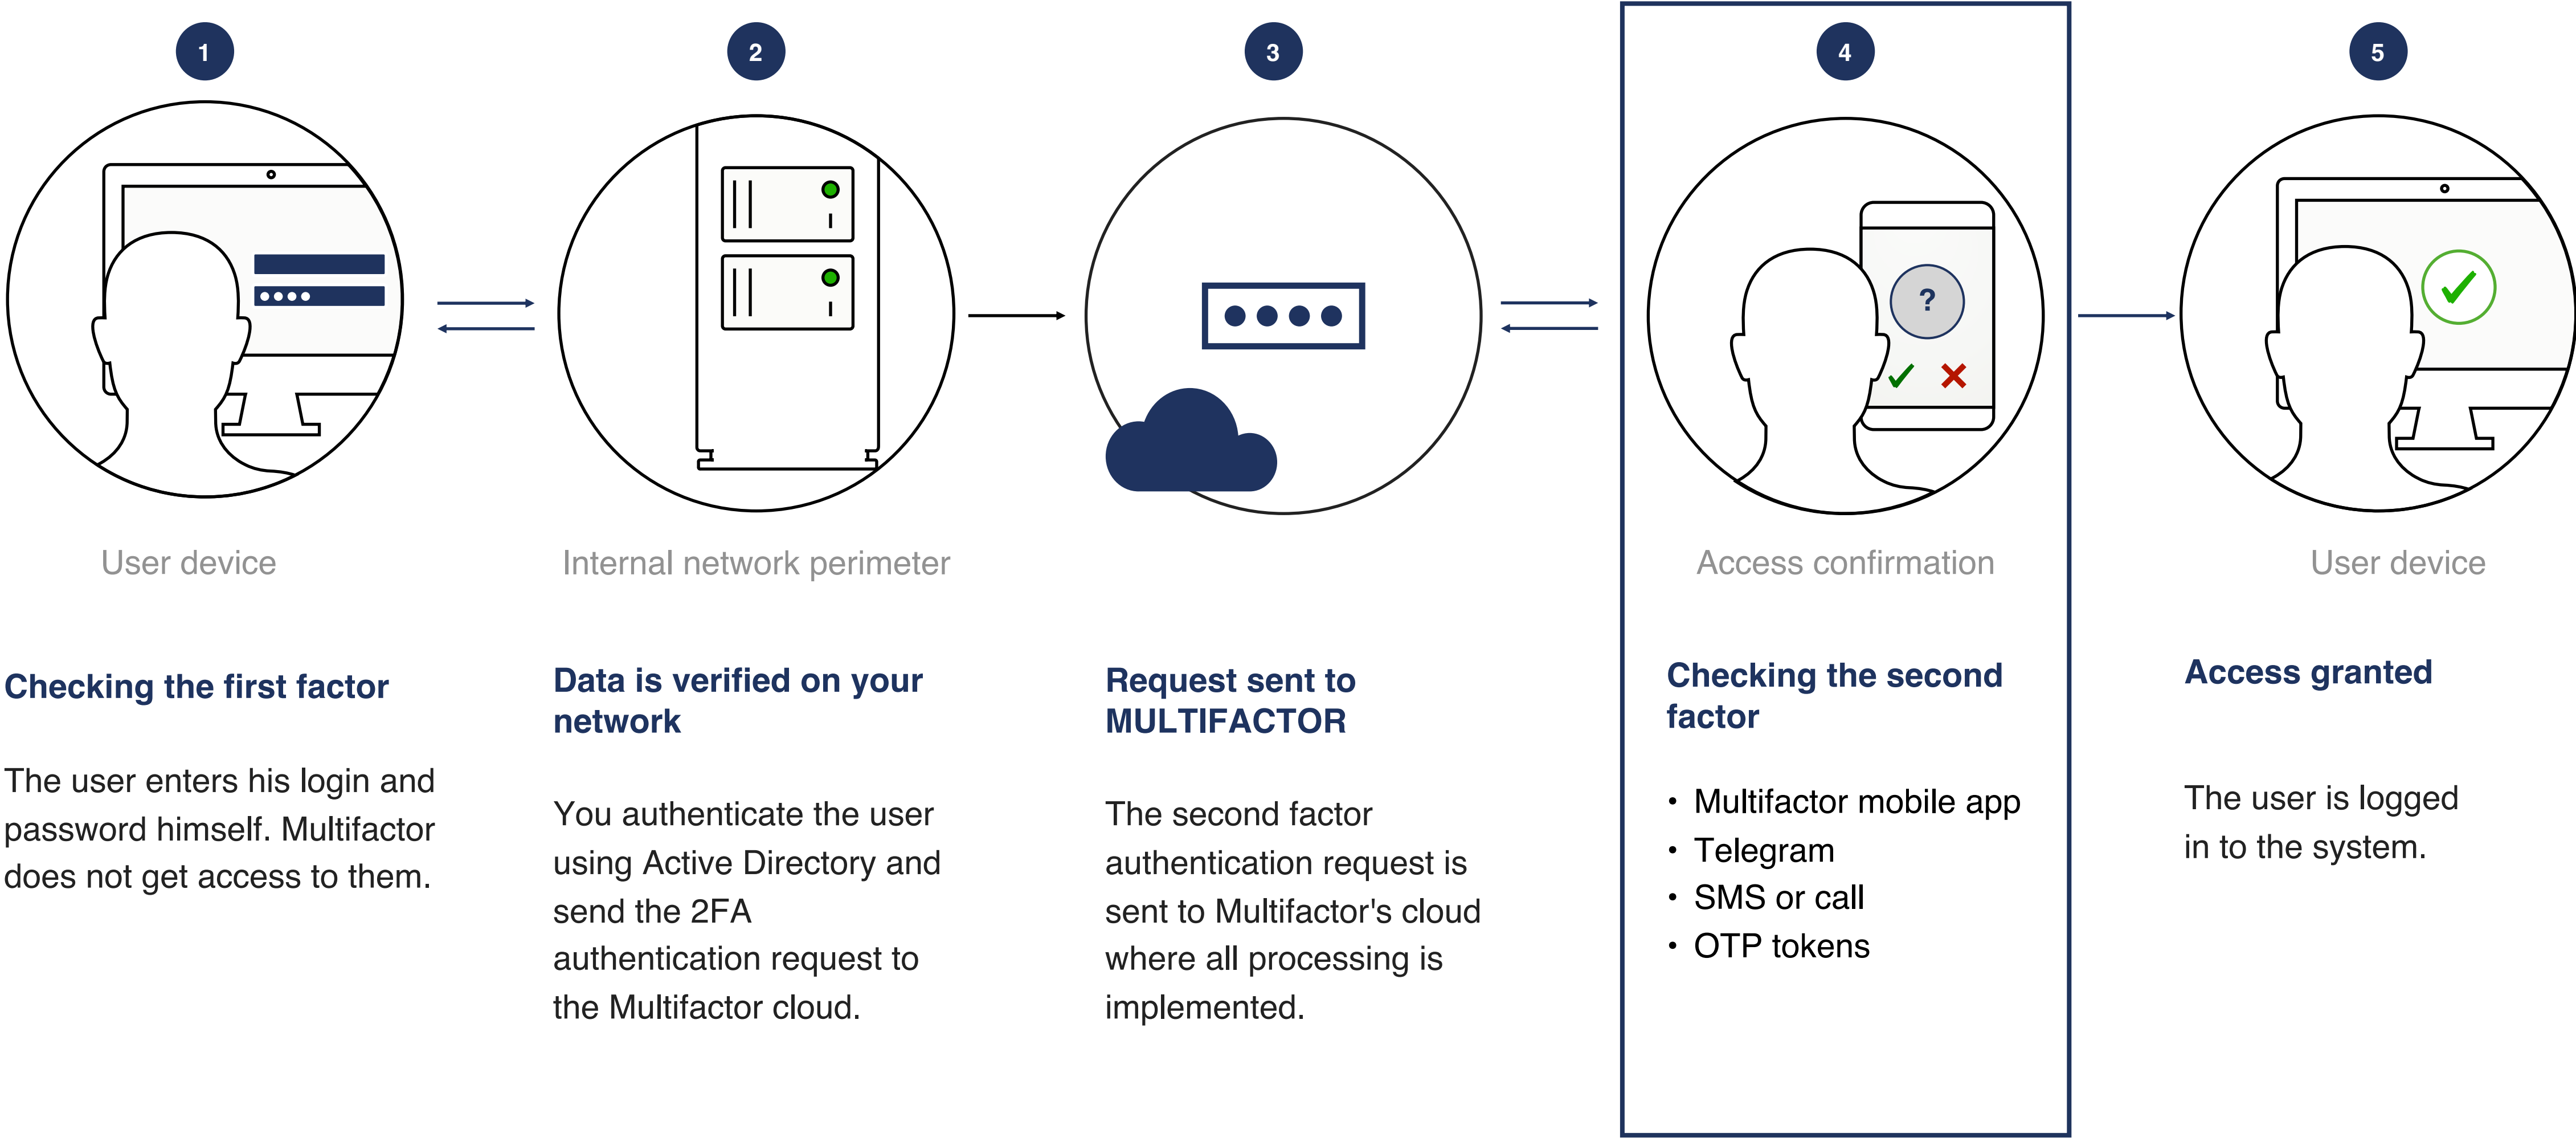 1
2
3
4
5
?
User device
Internal network perimeter
Access confirmation
User device
Checking the first factor
The user enters his login and
password himself. Multifactor
does not get access to them.
Data is verified on your
network
You authenticate the user
using Active Directory and
send the 2FA
authentication request to
the Multifactor cloud.
Request sent to
MULTIFACTOR
The second factor
authentication request is
sent to Multifactor's cloud
where all processing is
implemented.
Checking the second
factor
• Multifactor mobile app
• Telegram
• SMS or call
• OTP tokens
Access granted
The user is logged
in to the system.